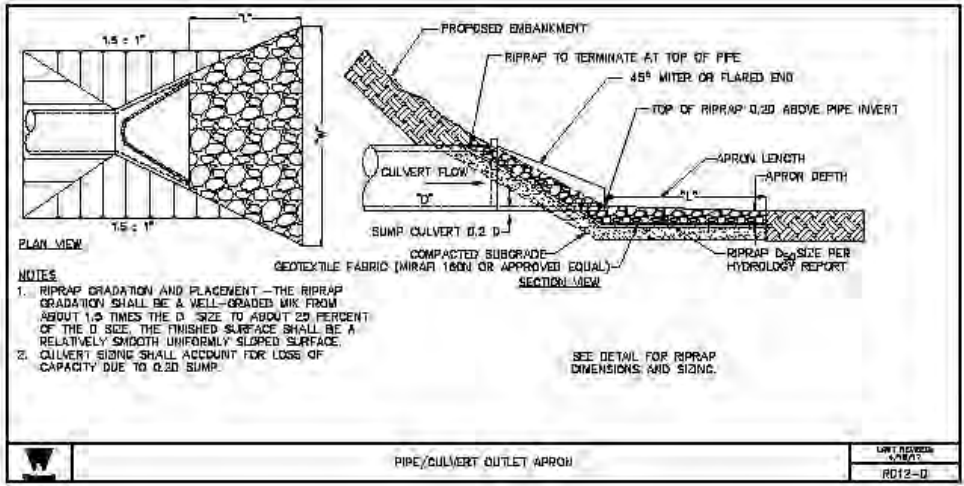 "L"
1.5 : 1"
"W"
1.5 : 1"
PLAN VIEW
PROPOSED EMBANKMENT
RIPRAP TO TERMINATE AT TOP OF PIPE
45° MITER OR FLARED END
TOP OF RIPRAP 0.2D ABOVE PIPE INVERT
APRON LENGTH
"L"
APRON DEPTH
CULVERT FLOW
"D"
SUMP CULVERT 0.2 D
COMPACTED SUBGRADE
GEOTEXTILE FABRIC (MIRAFI 160N OR APPROVED EQUAL)
RIPRAP D50 SIZE PER
HYDROLOGY REPORT
SECTION VIEW
NOTES
1. RIPRAP GRADATION AND PLACEMENT -THE RIPRAP
GRADATION SHALL BE A WELL-GRADED MIX FROM
ABOUT 1.5 TIMES THE D SIZE TO ABOUT 25 PERCENT
OF THE D SIZE. THE FINISHED SURFACE SHALL BE A
RELATIVELY SMOOTH UNIFORMLY SLOPED SURFACE.
2. CULVERT SIZING SHALL ACCOUNT FOR LOSS OF
CAPACITY DUE TO 0.2D SUMP.
SEE DETAIL FOR RIPRAP
DIMENSIONS AND SIZING.
PIPE/CULVERT OUTLET APRON
LAST REVISED:
RD12-D